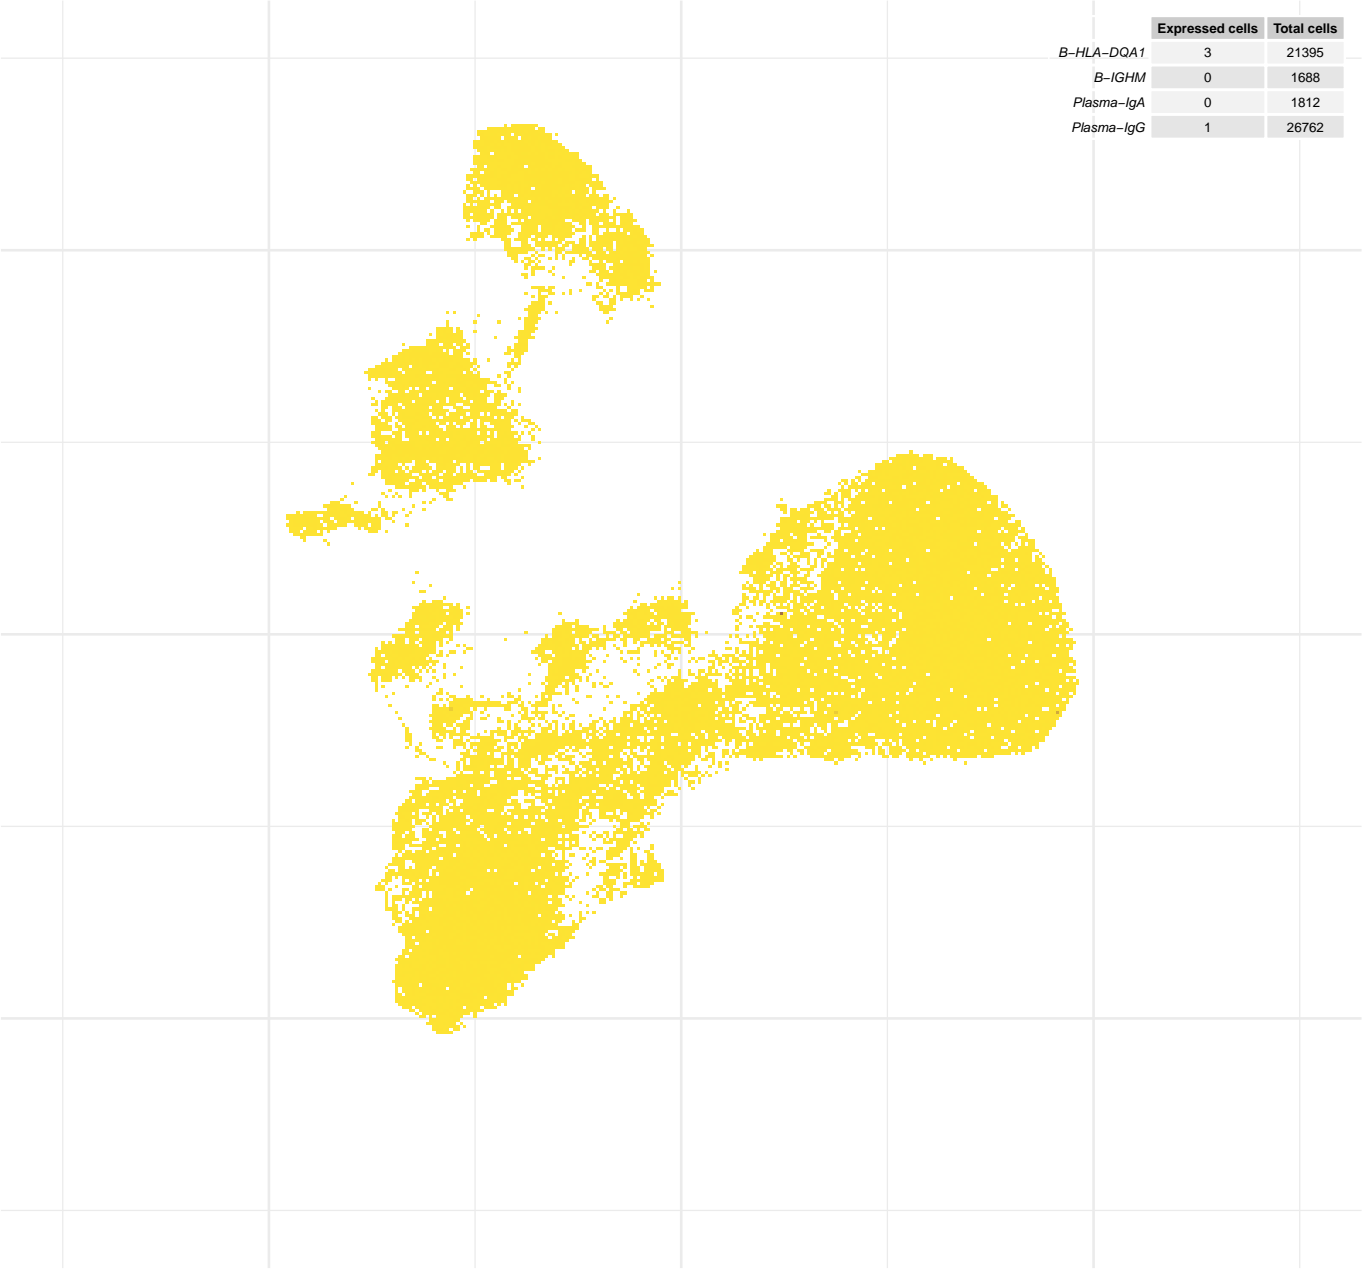 Expressed cells Total cells
B−HLA−DQA1 3 21395
B−IGHM 0 1688
Plasma−IgA 0 1812
Plasma−IgG 1 26762